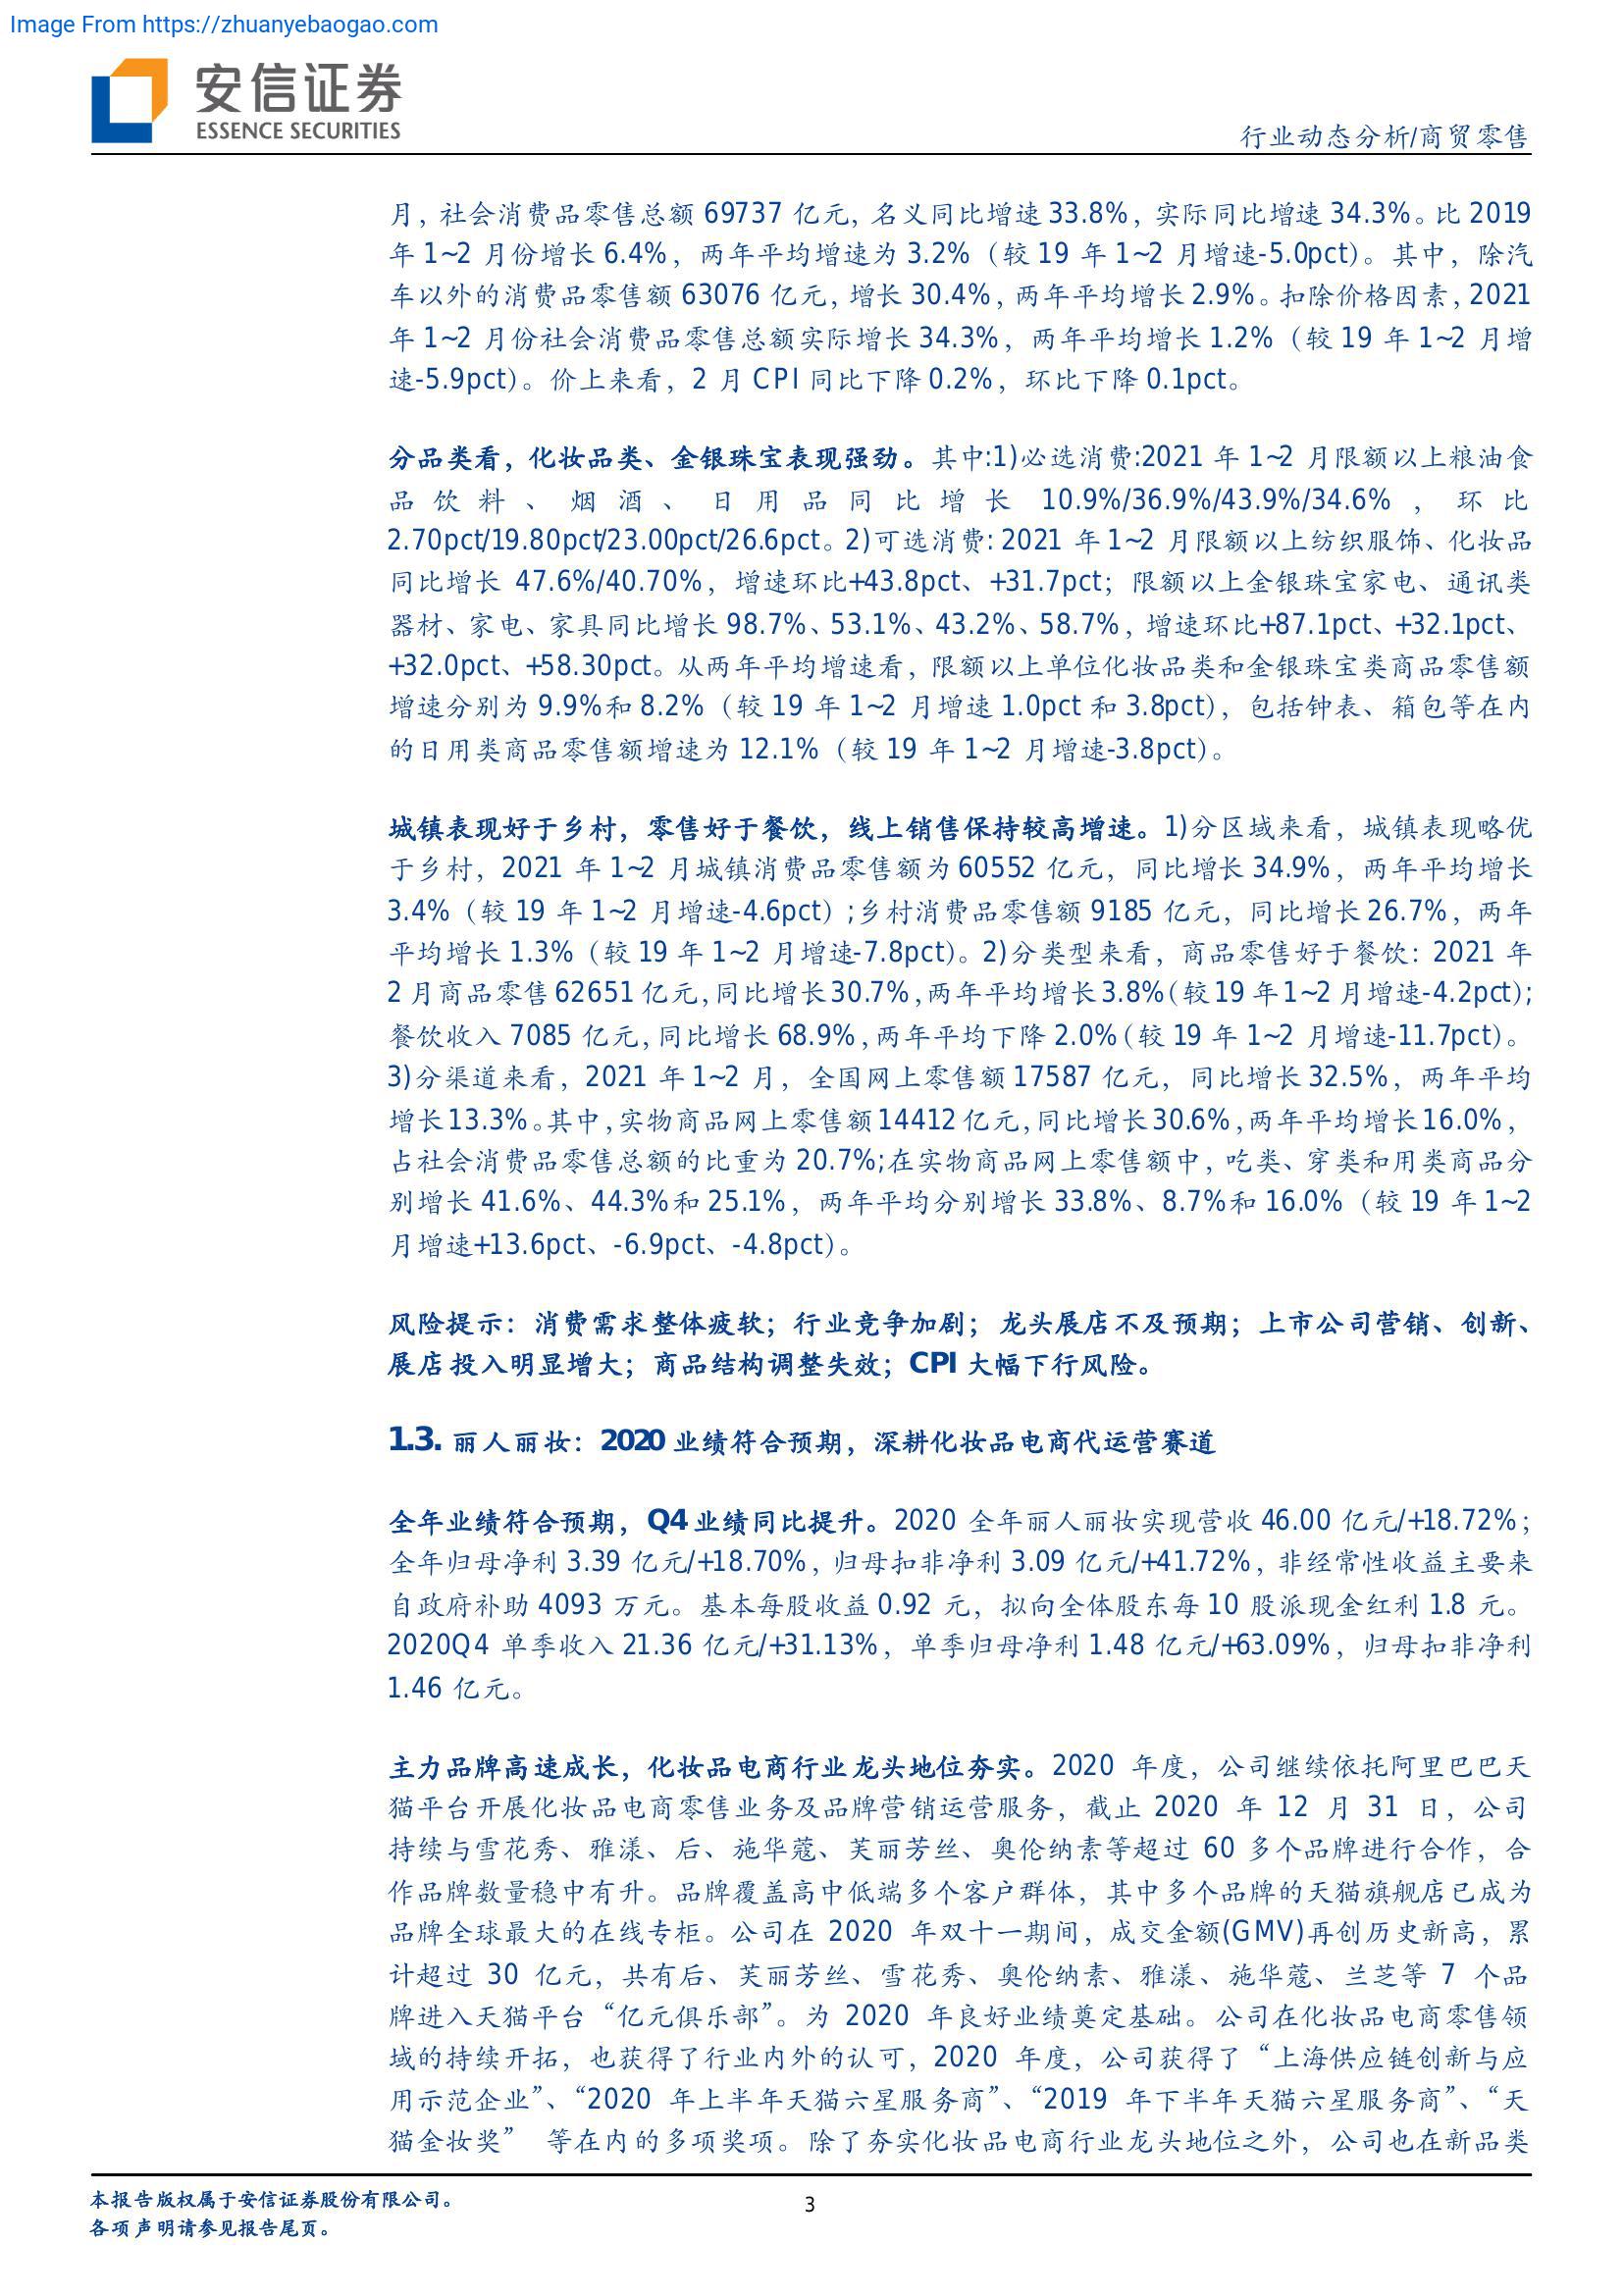 Image From https://zhuanyebaogao.com
安信证券
ESSENCE SECURITIES
行业动态分析/商贸零售
月，社会消费品零售总额 69737 亿元，名义同比增速 33.8%，实际同比增速 34.3%。比 2019
年 1~2 月份增长 6.4%，两年平均增速为 3.2%（较 19 年 1~2 月增速-5.0pct）。其中，除汽
车以外的消费品零售额 63076 亿元，增长 30.4%，两年平均增长 2.9%。扣除价格因素，2021
年 1~2 月份社会消费品零售总额实际增长 34.3%，两年平均增长 1.2%（较 19 年 1~2 月增
速-5.9pct）。价上来看，2 月 CPI 同比下降 0.2%，环比下降 0.1pct。
分品类看，化妆品类、金银珠宝表现强劲。其中:1)必选消费:2021 年 1~2 月限额以上粮油食
品饮料、烟酒、日用品同比增长 10.9%/36.9%/43.9%/34.6%，环比
2.70pct/19.80pct/23.00pct/26.6pct。2)可选消费: 2021 年 1~2 月限额以上纺织服饰、化妆品
同比增长 47.6%/40.70%，增速环比+43.8pct、+31.7pct；限额以上金银珠宝家电、通讯类
器材、家电、家具同比增长 98.7%、53.1%、43.2%、58.7%，增速环比+87.1pct、+32.1pct、
+32.0pct、+58.30pct。从两年平均增速看，限额以上单位化妆品类和金银珠宝类商品零售额
增速分别为 9.9%和 8.2%（较 19 年 1~2 月增速 1.0pct 和 3.8pct），包括钟表、箱包等在内
的日用类商品零售额增速为 12.1%（较 19 年 1~2 月增速-3.8pct）。
城镇表现好于乡村，零售好于餐饮，线上销售保持较高增速。1)分区域来看，城镇表现略优
于乡村，2021 年 1~2 月城镇消费品零售额为 60552 亿元，同比增长 34.9%，两年平均增长
3.4%（较 19 年 1~2 月增速-4.6pct）;乡村消费品零售额 9185 亿元，同比增长 26.7%，两年
平均增长 1.3%（较 19 年 1~2 月增速-7.8pct）。2)分类型来看，商品零售好于餐饮：2021 年
2 月商品零售 62651 亿元，同比增长 30.7%，两年平均增长 3.8%（较 19 年 1~2 月增速-4.2pct）;
餐饮收入 7085 亿元，同比增长 68.9%，两年平均下降 2.0%（较 19 年 1~2 月增速-11.7pct）。
3)分渠道来看，2021 年 1~2 月，全国网上零售额 17587 亿元，同比增长 32.5%，两年平均
增长 13.3%。其中，实物商品网上零售额 14412 亿元，同比增长 30.6%，两年平均增长 16.0%，
占社会消费品零售总额的比重为 20.7%;在实物商品网上零售额中，吃类、穿类和用类商品分
别增长 41.6%、44.3%和 25.1%，两年平均分别增长 33.8%、8.7%和 16.0%（较 19 年 1~2
月增速+13.6pct、-6.9pct、-4.8pct）。
风险提示：消费需求整体疲软；行业竞争加剧；龙头展店不及预期；上市公司营销、创新、
展店投入明显增大；商品结构调整失效；CPI 大幅下行风险。
1.3. 丽人丽妆：2020 业绩符合预期，深耕化妆品电商代运营赛道
全年业绩符合预期，Q4 业绩同比提升。2020 全年丽人丽妆实现营收 46.00 亿元/+18.72%；
全年归母净利 3.39 亿元/+18.70%，归母扣非净利 3.09 亿元/+41.72%，非经常性收益主要来
自政府补助 4093 万元。基本每股收益 0.92 元，拟向全体股东每 10 股派现金红利 1.8 元。
2020Q4 单季收入 21.36 亿元/+31.13%，单季归母净利 1.48 亿元/+63.09%，归母扣非净利
1.46 亿元。
主力品牌高速成长，化妆品电商行业龙头地位夯实。2020 年度，公司继续依托阿里巴巴天
猫平台开展化妆品电商零售业务及品牌营销运营服务，截止 2020 年 12 月 31 日，公司
持续与雪花秀、雅漾、后、施华蔻、芙丽芳丝、奥伦纳素等超过 60 多个品牌进行合作，合
作品牌数量稳中有升。品牌覆盖高中低端多个客户群体，其中多个品牌的天猫旗舰店已成为
品牌全球最大的在线专柜。公司在 2020 年双十一期间，成交金额(GMV)再创历史新高，累
计超过 30 亿元，共有后、芙丽芳丝、雪花秀、奥伦纳素、雅漾、施华蔻、兰芝等 7 个品
牌进入天猫平台“亿元俱乐部”。为 2020 年良好业绩奠定基础。公司在化妆品电商零售领
域的持续开拓，也获得了行业内外的认可，2020 年度，公司获得了“上海供应链创新与应
用示范企业”、“2020 年上半年天猫六星服务商”、“2019 年下半年天猫六星服务商”、“天
猫金妆奖” 等在内的多项奖项。除了夯实化妆品电商行业龙头地位之外，公司也在新品类
本报告版权属于安信证券股份有限公司。
3
各项声明请参见报告尾页。